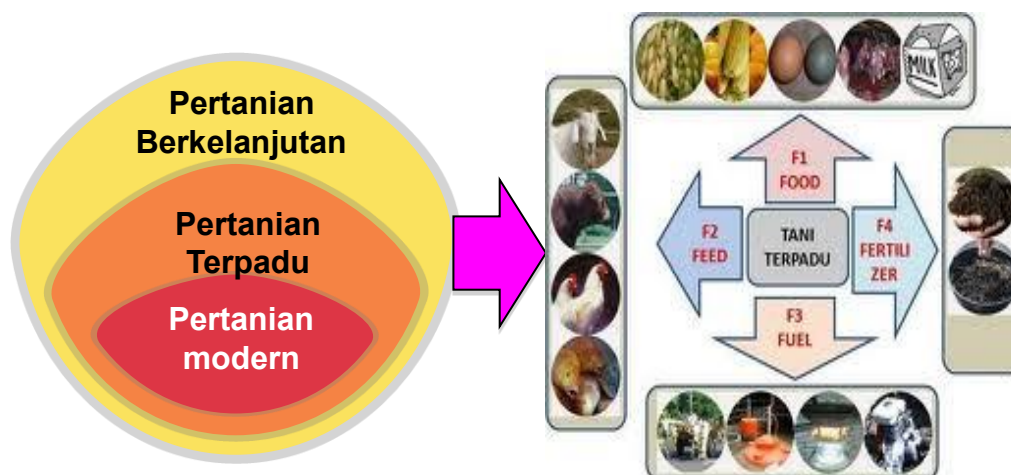 Pertanian
Berkelanjutan
Pertanian
Terpadu
Pertanian
modern
F1
FOOD
F2
FEED
TANI
TERPADU
F4
FERTILI
ZER
F3
FUEL
MILK